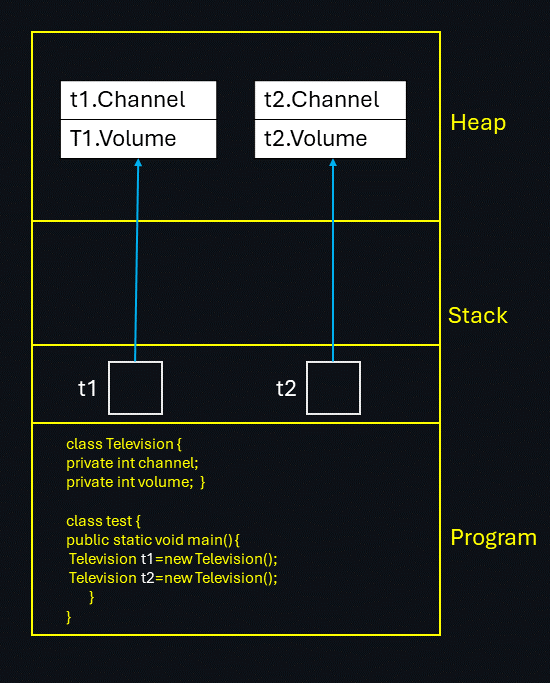 t1.Channel
t2.Channel
T1.Volume
t2.Volume
Heap
Stack
t1
t2
class Television {
private int channel;
private int volume; }
class test {
public static void main(){
Television t1=new Television();
Television t2=new Television();
}
}
Program